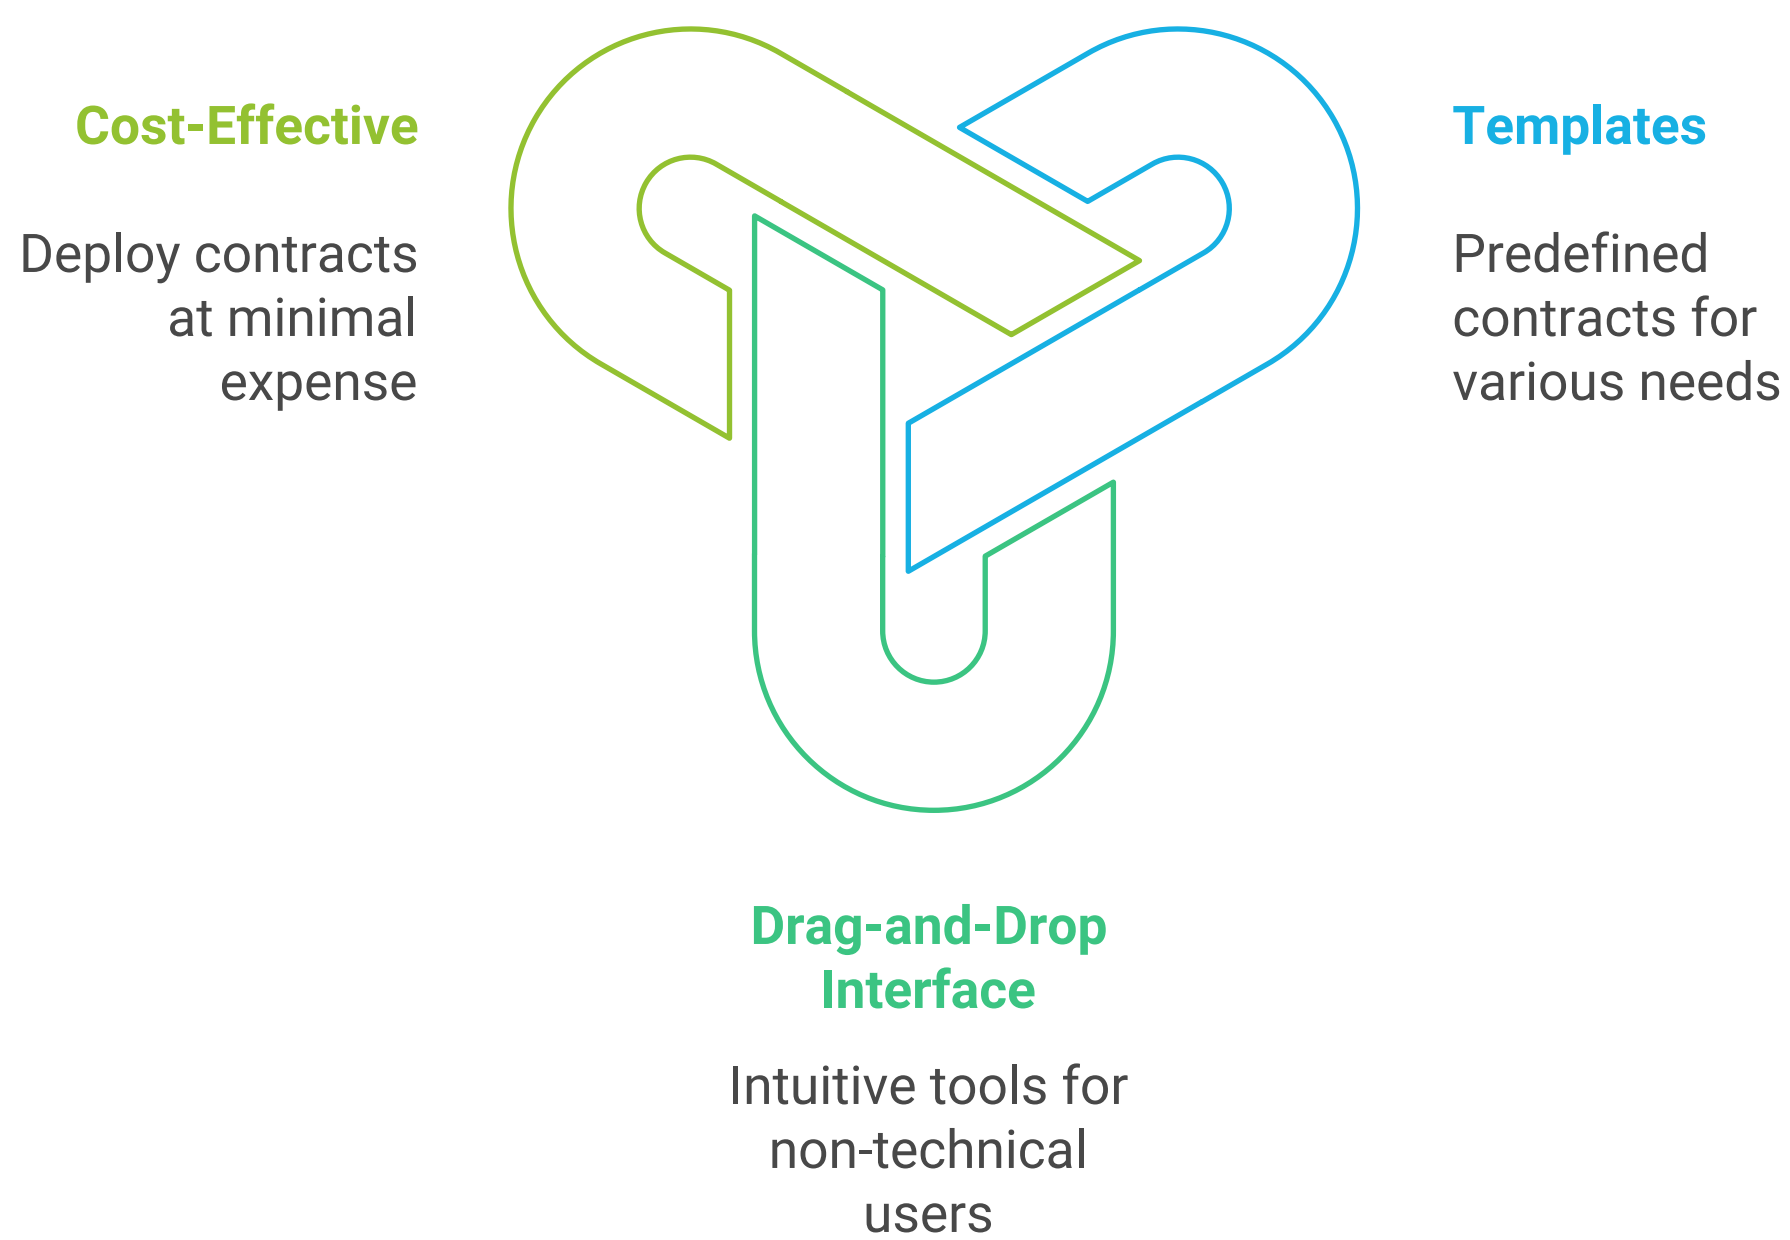 Cost-Effective
Deploy contracts
at minimal
expense
Templates
Predefined
contracts for
various needs
Drag-and-Drop
Interface
Intuitive tools for
non-technical
users